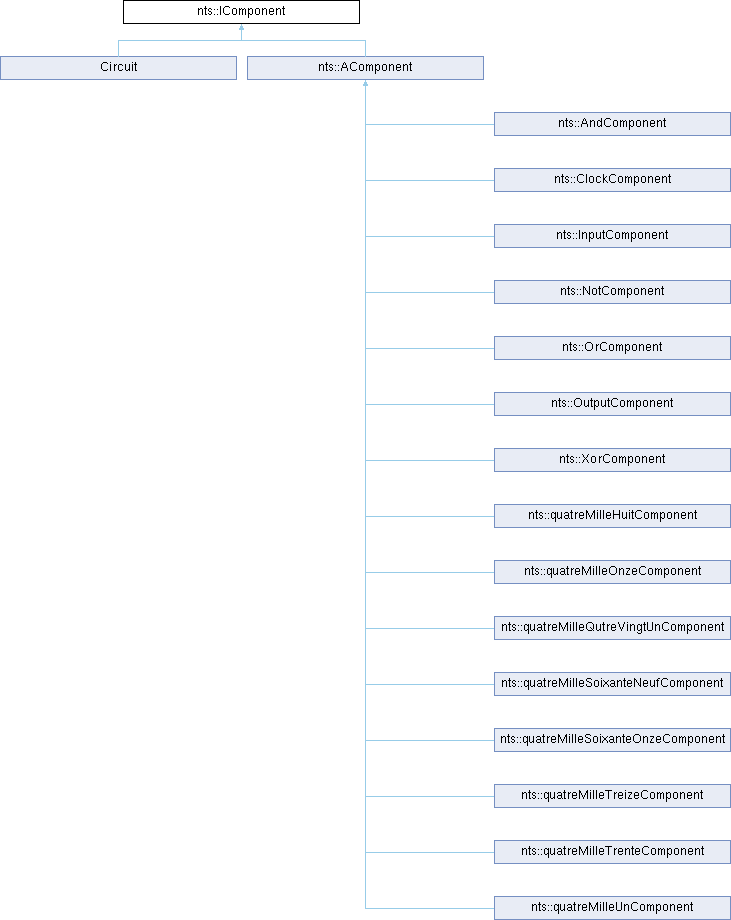 nts::IComponent
Circuit
nts::AComponent
nts::AndComponent
nts::ClockComponent
nts::InputComponent
nts::NotComponent
nts::OrComponent
nts::OutputComponent
nts::XorComponent
nts::quatreMilleHuitComponent
nts::quatreMilleOnzeComponent
nts::quatreMilleQutreVingtUnComponent
nts::quatreMilleSoixanteNeufComponent
nts::quatreMilleSoixanteOnzeComponent
nts::quatreMilleTreizeComponent
nts::quatreMilleTrenteComponent
nts::quatreMilleUnComponent